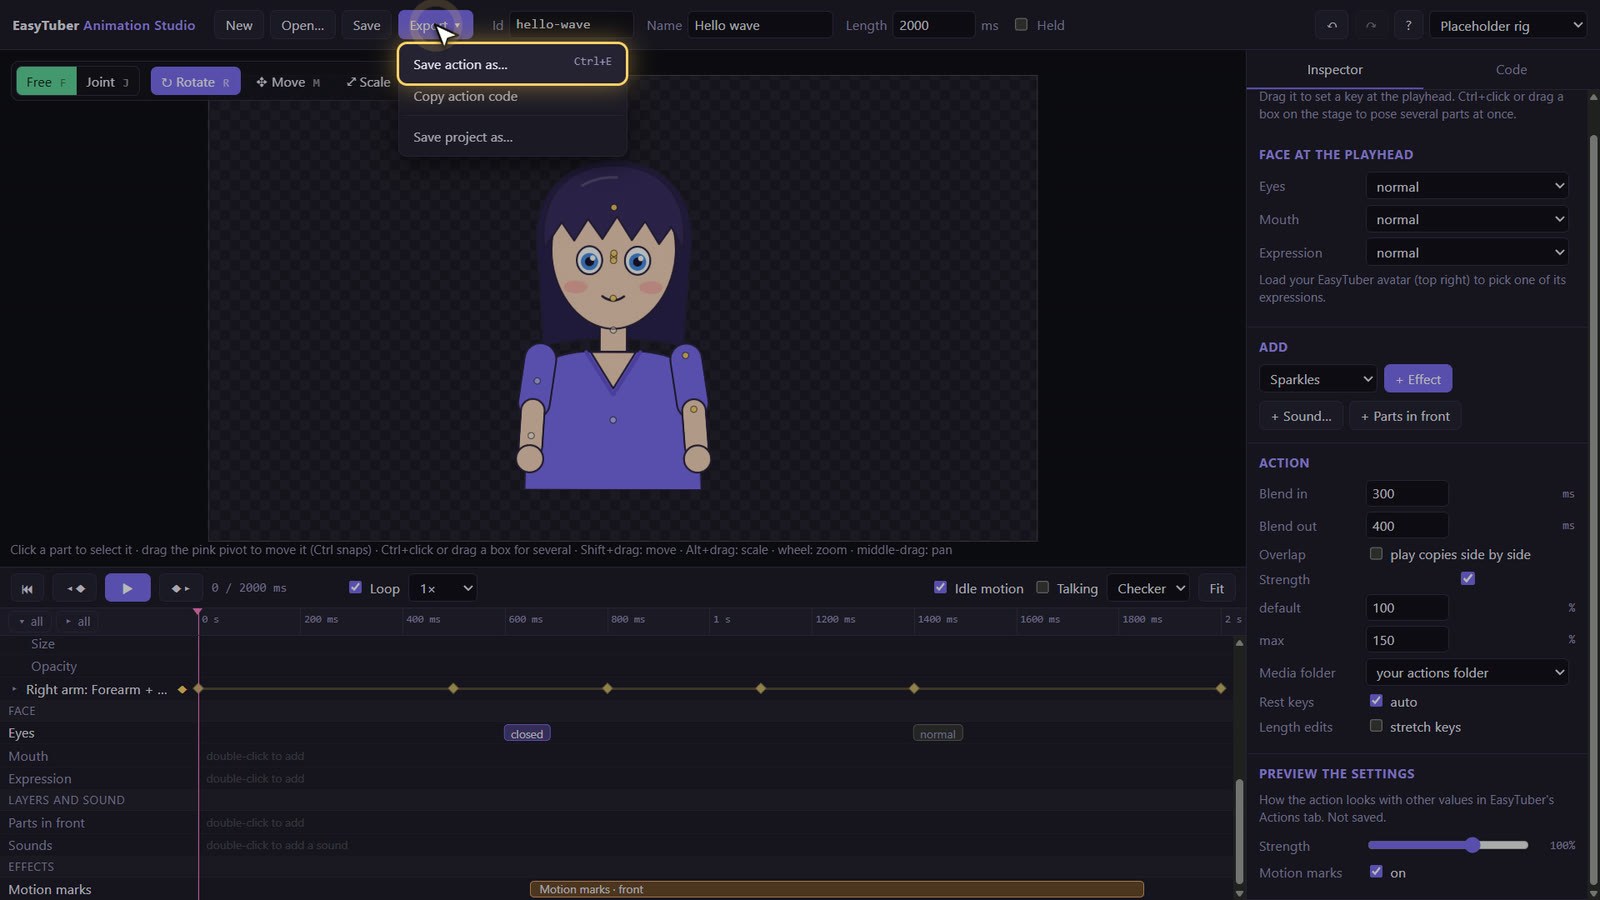 EasyTuber Animation Studio
New
Open...
Save
Export
Id
hello-wave
Name
Hello wave
Length
2000
ms
Held
?
Placeholder rig
Save action as...
Ctrl+E
Copy action code
Save project as...
Free F
Joint J
Rotate R
Move M
Scale
Inspector
Code
Drag it to set a key at the playhead. Ctrl+click or drag a
box on the stage to pose several parts at once.
FACE AT THE PLAYHEAD
Eyes
normal
Mouth
normal
Expression
normal
Load your EasyTuber avatar (top right) to pick one of its
expressions.
ADD
Sparkles
+ Effect
+ Sound...
+ Parts in front
ACTION
Blend in
300
ms
Blend out
400
ms
Overlap
play copies side by side
Strength
default
100
%
max
150
%
Media folder
your actions folder
Rest keys
auto
Length edits
stretch keys
PREVIEW THE SETTINGS
How the action looks with other values in EasyTuber's
Actions tab. Not saved.
Strength
100%
Motion marks
on
Click a part to select it · drag the pink pivot to move it (Ctrl snaps) · Ctrl+click or drag a box for several · Shift+drag: move · Alt+drag: scale · wheel: zoom · middle-drag: pan
0 / 2000 ms
Loop
1×
Idle motion
Talking
Checker
Fit
all
all
0 s
200 ms
400 ms
600 ms
800 ms
1 s
1200 ms
1400 ms
1600 ms
1800 ms
2 s
Size
Opacity
Right arm: Forearm + ...
FACE
Eyes
closed
normal
Mouth
double-click to add
Expression
double-click to add
LAYERS AND SOUND
Parts in front
double-click to add
Sounds
double-click to add a sound
EFFECTS
Motion marks
Motion marks · front